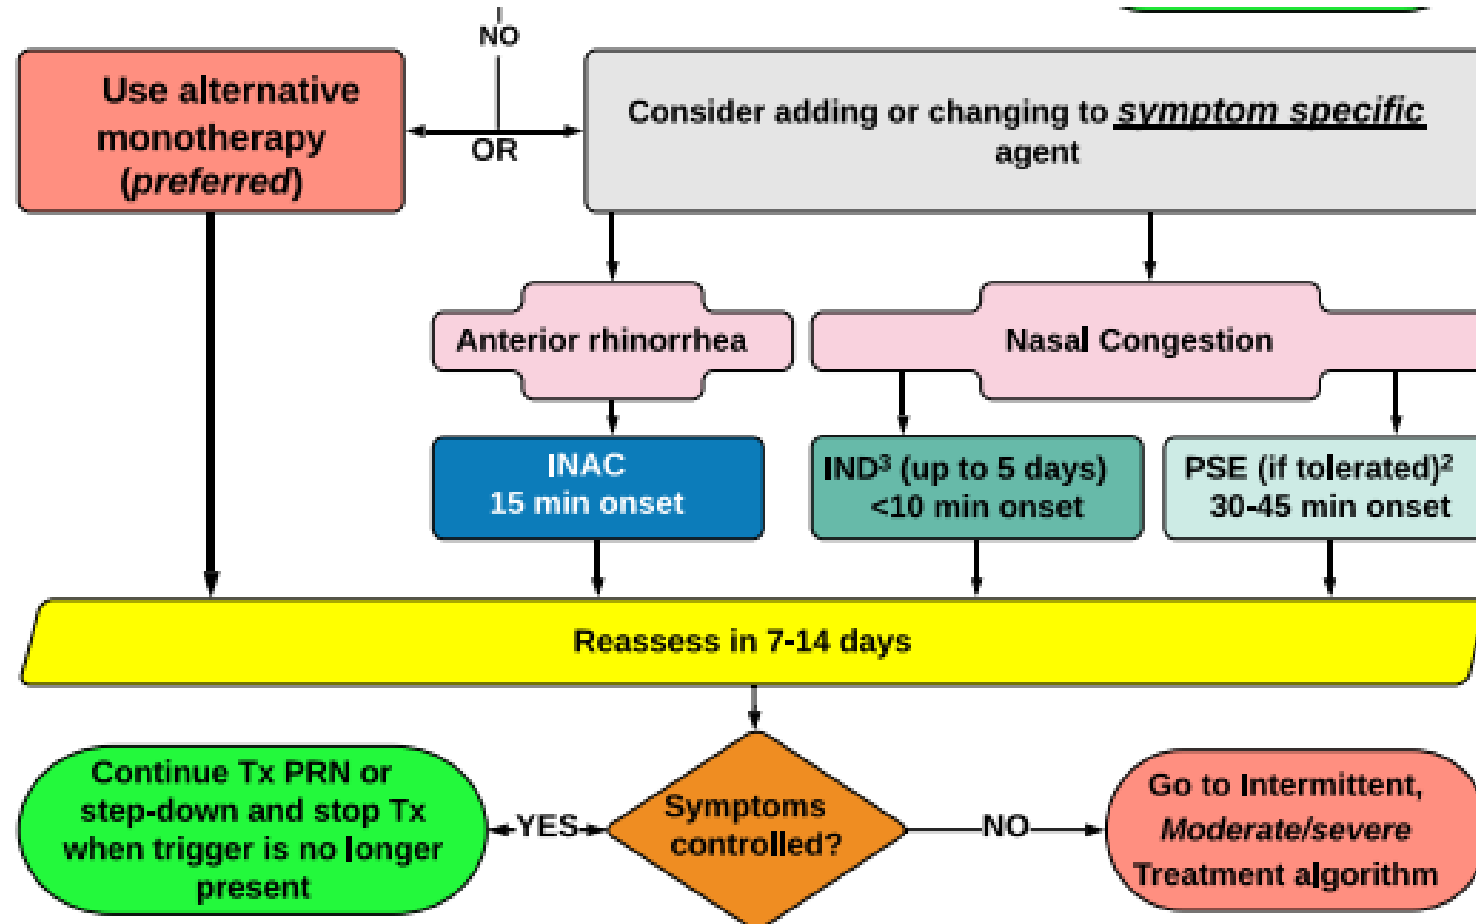 NO
Use alternative
monotherapy
(preferred)
OR
Consider adding or changing to symptom specific
agent
Anterior rhinorrhea
Nasal Congestion
INAC
15 min onset
IND³ (up to 5 days)
<10 min onset
PSE (if tolerated)²
30-45 min onset
Reassess in 7-14 days
Continue Tx PRN or
step-down and stop Tx
when trigger is no longer
present
YES
Symptoms
controlled?
NO
Go to Intermittent,
Moderate/severe
Treatment algorithm